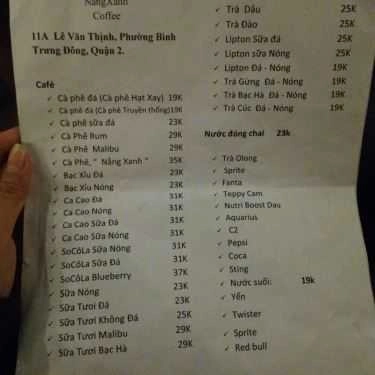 NắngXanh
Coffee
11A Lê Văn Thịnh, Phường Bình
Trưng Đông, Quận 2.
Café
✓ Cà phê đá (Cà phê Hạt Xay) 19K
✓ Cà phê đá (Cà phê Truyền thống) 19K
✓ Cà phê sữa đá 23K
✓ Cà Phê Rum 29K
✓ Cà Phê Malibu 29K
✓ Cà Phê, " Nắng Xanh " 35K
✓ Bạc Xỉu Đá 23K
✓ Bạc Xỉu Nóng 23K
✓ Ca Cao Đá 31K
✓ Ca Cao Nóng 31K
✓ Ca Cao Sữa Đá 31K
✓ Ca Cao Sữa Nóng 31K
✓ SoCôLa Sữa Nóng 31K
✓ SoCôLa Sữa Đá 31K
✓ SoCôLa Blueberry 37K
✓ Sữa Nóng 23K
✓ Sữa Tươi Đá 23K
✓ Sữa Tươi Không Đá 25K
✓ Sữa Tươi Malibu 29K
✓ Sữa Tươi Bạc Hà 29K
✓ Trà Dâu 25K
✓ Trà Đào 25K
✓ Lipton Sữa đá 25K
✓ Lipton sữa Nóng 25K
✓ Lipton Đá - Nóng 19K
✓ Trà Gừng Đá - Nóng 19K
✓ Trà Bạc Hà Đá - Nóng 19K
✓ Trà Cúc Đá - Nóng 19K
Nước đóng chai 23k
✓ Trà Olong
✓ Sprite
✓ Fanta
✓ Teppy Cam
✓ Nutri Boost Dau
✓ Aquarius
✓ C2
✓ Pepsi
✓ Coca
✓ Sting
✓ Nước suối: 19k
✓ Yến
✓ Twister
✓ Sprite
✓ Red bull